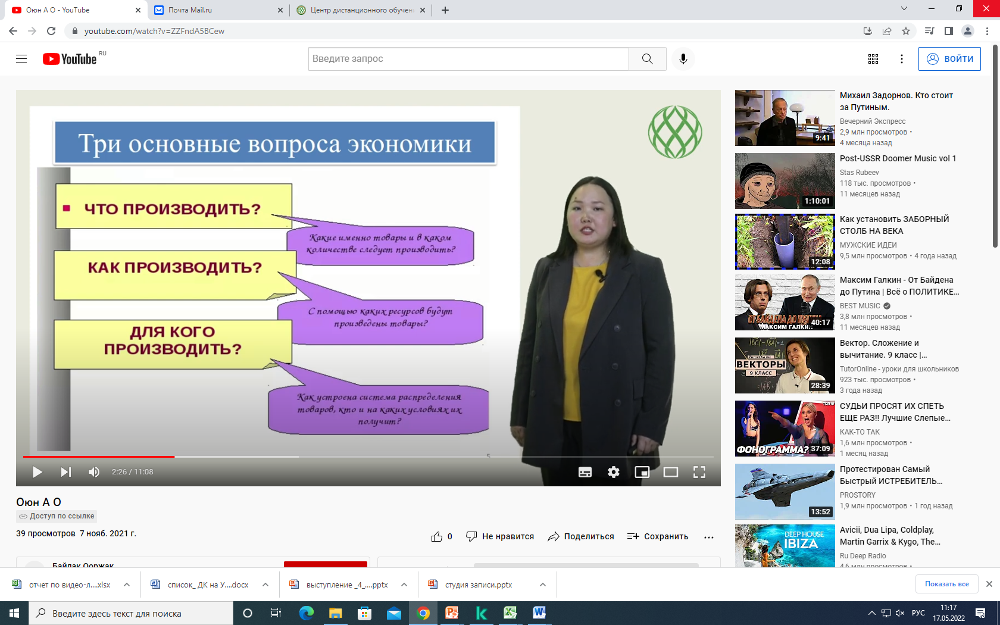 Оюн А О - YouTube
Почта Mail.ru
Центр дистанционного обучен
youtube.com/watch?v=ZZFndA5BCew
YouTube RU
Введите запрос
ВОЙТИ
Три основные вопроса экономики
ЧТО ПРОИЗВОДИТЬ?
Какие именно товары и в каком
количестве следует производить?
КАК ПРОИЗВОДИТЬ?
С помощью каких ресурсов будут
произведены товары?
ДЛЯ КОГО
ПРОИЗВОДИТЬ?
Как устроена система распределения
товаров, кто и на каких условиях их
получит?
5
2:26 / 11:08
Оюн А О
Доступ по ссылке
39 просмотров 7 нояб. 2021 г.
0
Не нравится
Поделиться
Сохранить
Байлак Ооржак
9:41
Михаил Задорнов. Кто стоит
за Путиным.
Вечерний Экспресс
2,9 млн просмотров •
4 месяца назад
1:10:01
Post-USSR Doomer Music vol 1
Stas Rubeev
118 тыс. просмотров •
11 месяцев назад
12:08
Как установить ЗАБОРНЫЙ
СТОЛБ НА ВЕКА
МУЖСКИЕ ИДЕИ
9,5 млн просмотров • 4 года назад
ОТ БАЙДЕНА ДО ПУТИНА
МАКСИМ ГАЛКИН
40:17
Максим Галкин - От Байдена
до Путина | Всё о ПОЛИТИКЕ...
BEST MUSIC
3,8 млн просмотров •
11 месяцев назад
TutorOnline
ВЕКТОРЫ
9 КЛАСС
28:39
Вектор. Сложение и
вычитание. 9 класс |...
TutorOnline - уроки для школьников
923 тыс. просмотров •
3 года назад
ФОНОГРАММА?
37:09
СУДЬИ ПРОСЯТ ИХ СПЕТЬ
ЕЩЕ РАЗ!! Лучшие Слепые...
КАК-ТО ТАК
1,6 млн просмотров •
1 месяц назад
13:52
Протестирован Самый
Быстрый ИСТРЕБИТЕЛЬ...
PROSTORY
1,9 млн просмотров • 1 год назад
DEEP HOUSE
IBIZA
Avicii, Dua Lipa, Coldplay,
Martin Garrix & Kygo, The...
Ru Deep Radio
4,6 млн просмотров •
отчет по видео-л....xlsx
список_ ДК на У....docx
выступление _4_....pptx
студия записи.pptx
Показать все
Введите здесь текст для поиска
РУС
11:17
17.05.2022